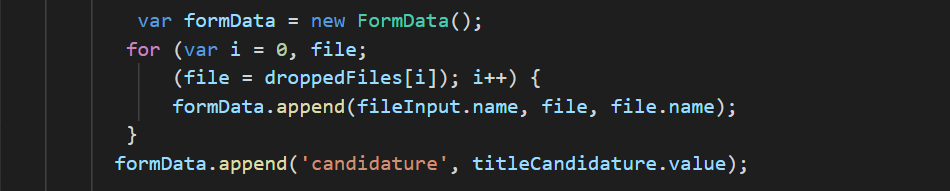 var formData = new FormData();
for (var i = 0, file;
(file = droppedFiles[i]); i++) {
formData.append(fileInput.name, file, file.name);
}
formData.append('candidature', titleCandidature.value);